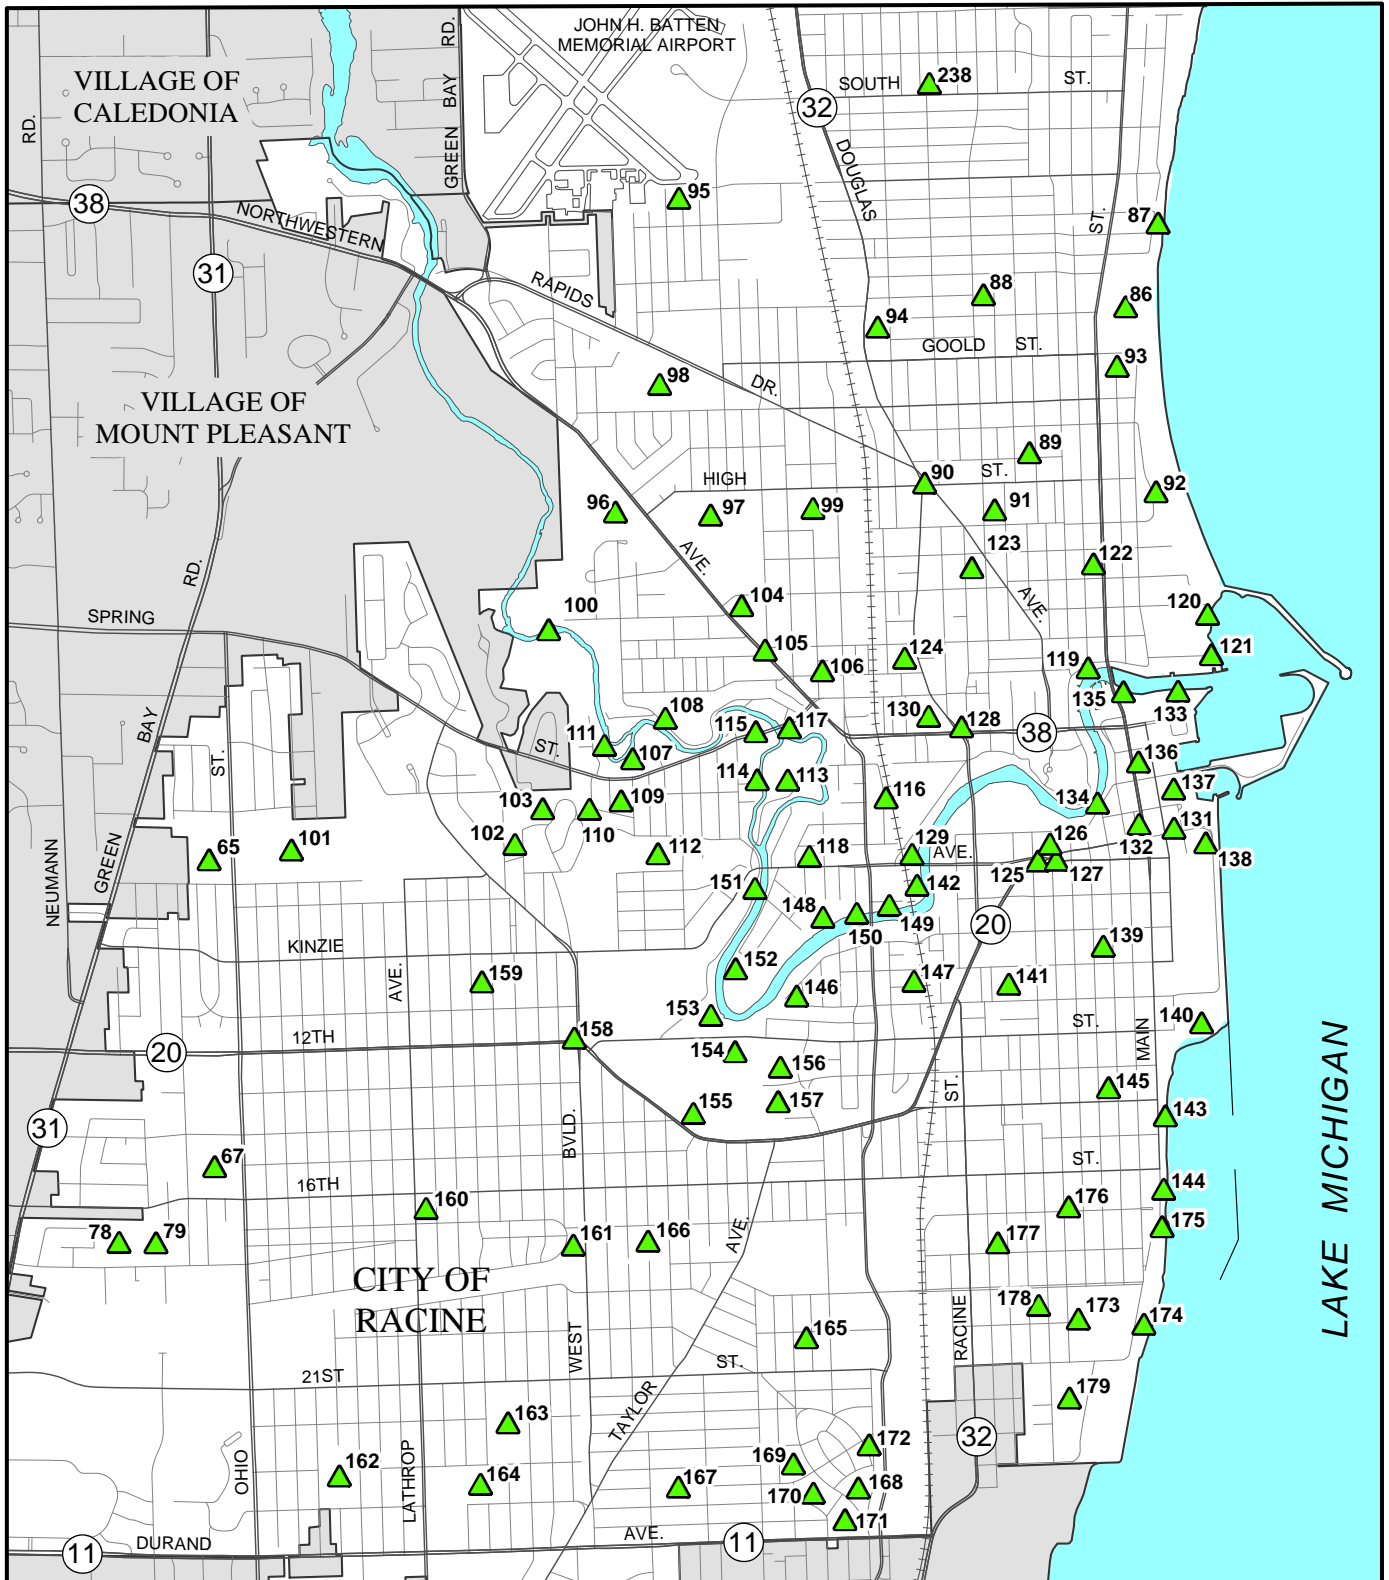 JOHN H. BATTEN
MEMORIAL AIRPORT
RD.
VILLAGE OF
CALEDONIA
SOUTH
ST.
238
32
RD.
GREEN BAY
DOUGLAS
38
95
NORTHWESTERN
ST.
87
31
RAPIDS
88
86
94
GOOLD ST.
93
98
DR.
VILLAGE OF
MOUNT PLEASANT
89
HIGH
ST.
90
92
96
97
99
91
AVE.
123
122
RD.
104
AVE.
SPRING
100
120
105
106
124
119
121
108
130
135
133
115
117
128
38
111
ST.
107
136
BAY
ST.
114
113
116
137
103
109
134
102
110
129
126
131
65
101
112
118
AVE.
132
138
125
127
GREEN
NEUMANN
151
142
148
150
149
20
KINZIE
139
152
159
AVE.
147
141
146
153
ST.
140
12TH
158
MAIN
20
154
156
145
ST.
155
157
143
31
BVLD.
LAKE MICHIGAN
67
ST.
16TH
144
160
176
175
78
79
161
166
AVE.
177
CITY OF
RACINE
178
173
174
165
RACINE
WEST
ST.
21ST
179
TAYLOR
163
32
172
OHIO
LATHROP
162
169
164
167
170
168
171
DURAND
AVE.
11
11